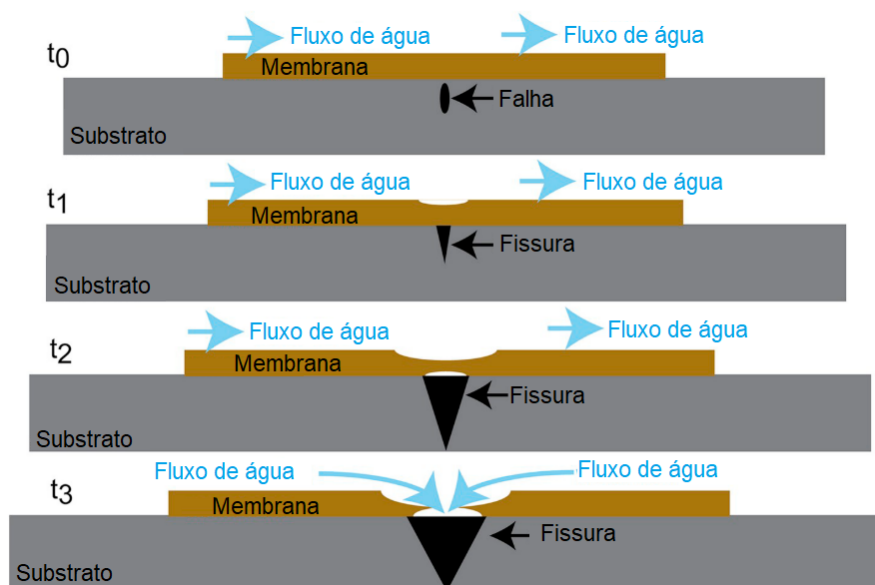 t0
Fluxo de água
Fluxo de água
Membrana
Falha
Substrato
t1
Fluxo de água
Fluxo de água
Membrana
Fissura
Substrato
t2
Fluxo de água
Fluxo de água
Membrana
Fissura
Substrato
t3
Fluxo de água
Fluxo de água
Membrana
Fissura
Substrato